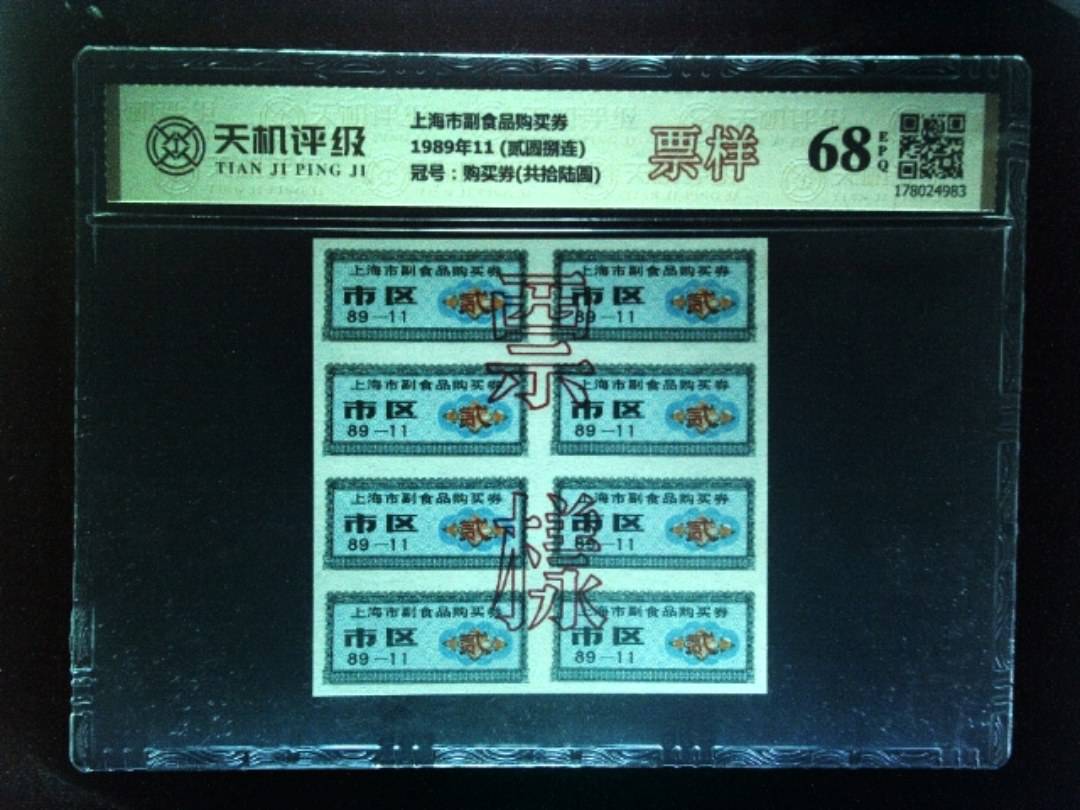 天机评级
TIAN JI PING JI
上海市副食品购买券
1989年11 (贰圆捌连)
冠号：购买券(共拾陆圆)
票样
68
EPQ
178024983
上海市副食品购买券
市区
贰
89—11
上海市副食品购买券
市区
贰
89—11
上海市副食品购买券
市区
贰
89—11
上海市副食品购买券
市区
贰
89—11
上海市副食品购买券
市区
贰
89—11
上海市副食品购买券
市区
贰
89—11
上海市副食品购买券
市区
贰
89—11
上海市副食品购买券
市区
贰
89—11
票
樣